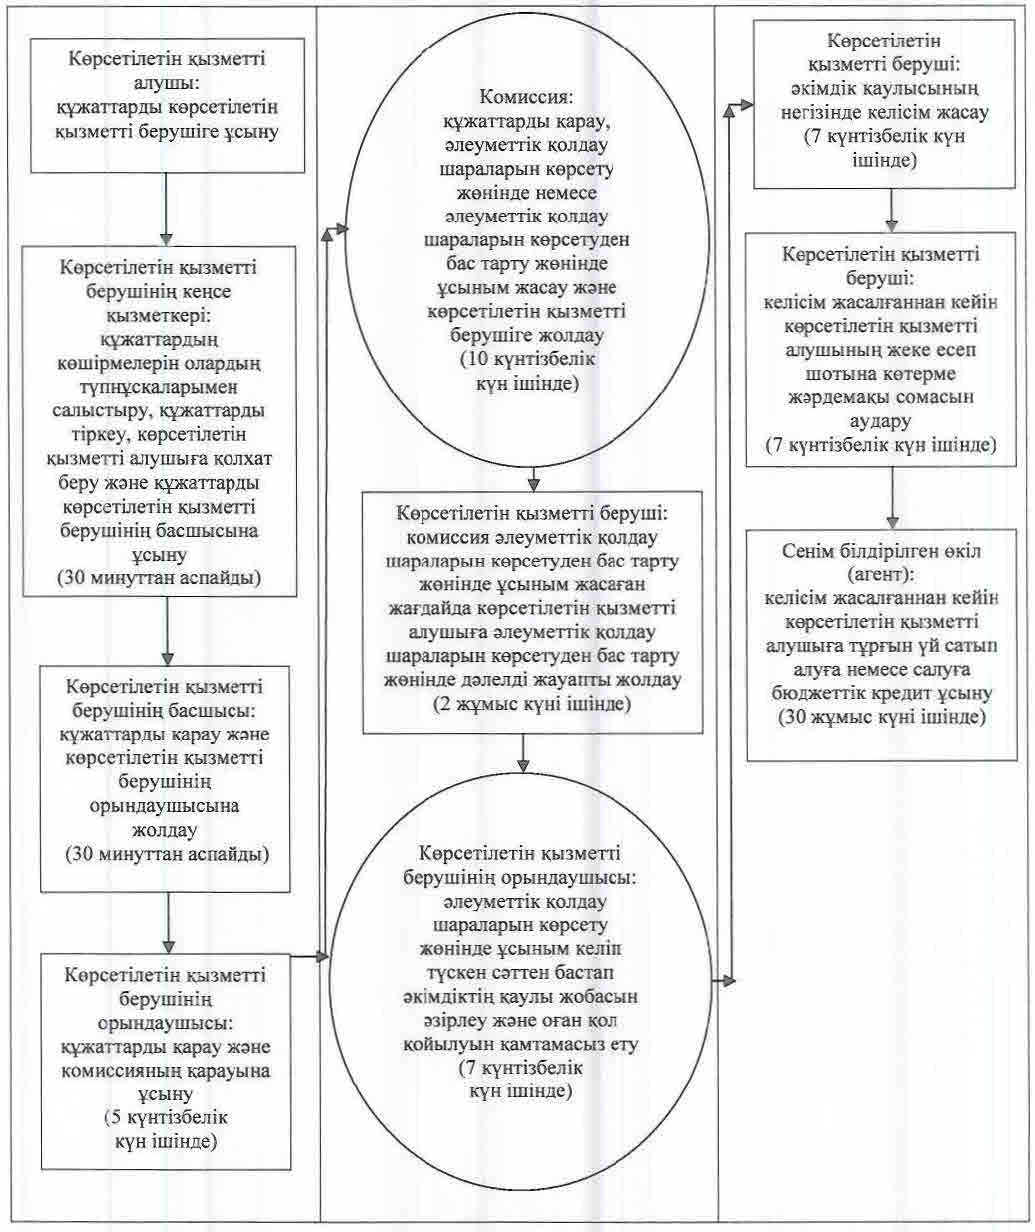 Көрсетілетін қызметті
алушы:
құжаттарды көрсетілетін
қызметті берушіге ұсыну
Көрсетілетін қызметті
берушінің кеңсе
қызметкері:
құжаттардың
көшірмелерін олардың
түпнұсқаларымен
салыстыру, құжаттарды
тіркеу, көрсетілетін
қызметті алушыға қолхат
беру және құжаттарды
көрсетілетін қызметті
берушінің басшысына
ұсыну
(30 минуттан аспайды)
Көрсетілетін қызметті
берушінің басшысы:
құжаттарды қарау және
көрсетілетін қызметті
берушінің
орындаушысына
жолдау
(30 минуттан аспайды)
Көрсетілетін қызметті
берушінің
орындаушысы:
құжаттарды қарау және
комиссияның қарауына
ұсыну
(5 күнтізбелік
күн ішінде)
Комиссия:
құжаттарды қарау,
әлеуметтік қолдау
шараларын көрсету
жөнінде немесе
әлеуметтік қолдау
шараларын көрсетуден
бас тарту жөнінде
ұсыным жасау және
көрсетілетін қызметті
берушіге жолдау
(10 күнтізбелік
күн ішінде)
Көрсетілетін қызметті беруші:
комиссия әлеуметтік қолдау
шараларын көрсетуден бас тарту
жөнінде ұсыным жасаған
жағдайда көрсетілетін қызметті
алушыға әлеуметтік қолдау
шараларын көрсетуден бас тарту
жөнінде дәлелді жауапты жолдау
(2 жұмыс күні ішінде)
Көрсетілетін қызметті
берушінің орындаушысы:
әлеуметтік қолдау
шараларын көрсету
жөнінде ұсыным келіп
түскен сәттен бастап
әкімдіктің қаулы жобасын
әзірлеу және оған қол
қойылуын қамтамасыз ету
(7 күнтізбелік
күн ішінде)
Көрсетілетін
қызметті беруші:
әкімдік қаулысының
негізінде келісім жасау
(7 күнтізбелік күн
ішінде)
Көрсетілетін қызметті
беруші:
келісім жасалғаннан кейін
көрсетілетін қызметті
алушының жеке есеп
шотына көтерме
жәрдемақы сомасын
аудару
(7 күнтізбелік күн ішінде)
Сенім білдірілген өкіл
(агент):
келісім жасалғаннан кейін
көрсетілетін қызметті
алушыға тұрғын үй сатып
алуға немесе салуға
бюджеттік кредит ұсыну
(30 жұмыс күні ішінде)